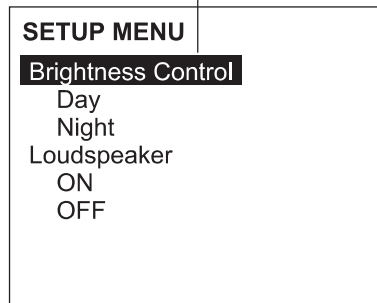 SETUP MENU
Brightness Control
Day
Night
Loudspeaker
ON
OFF